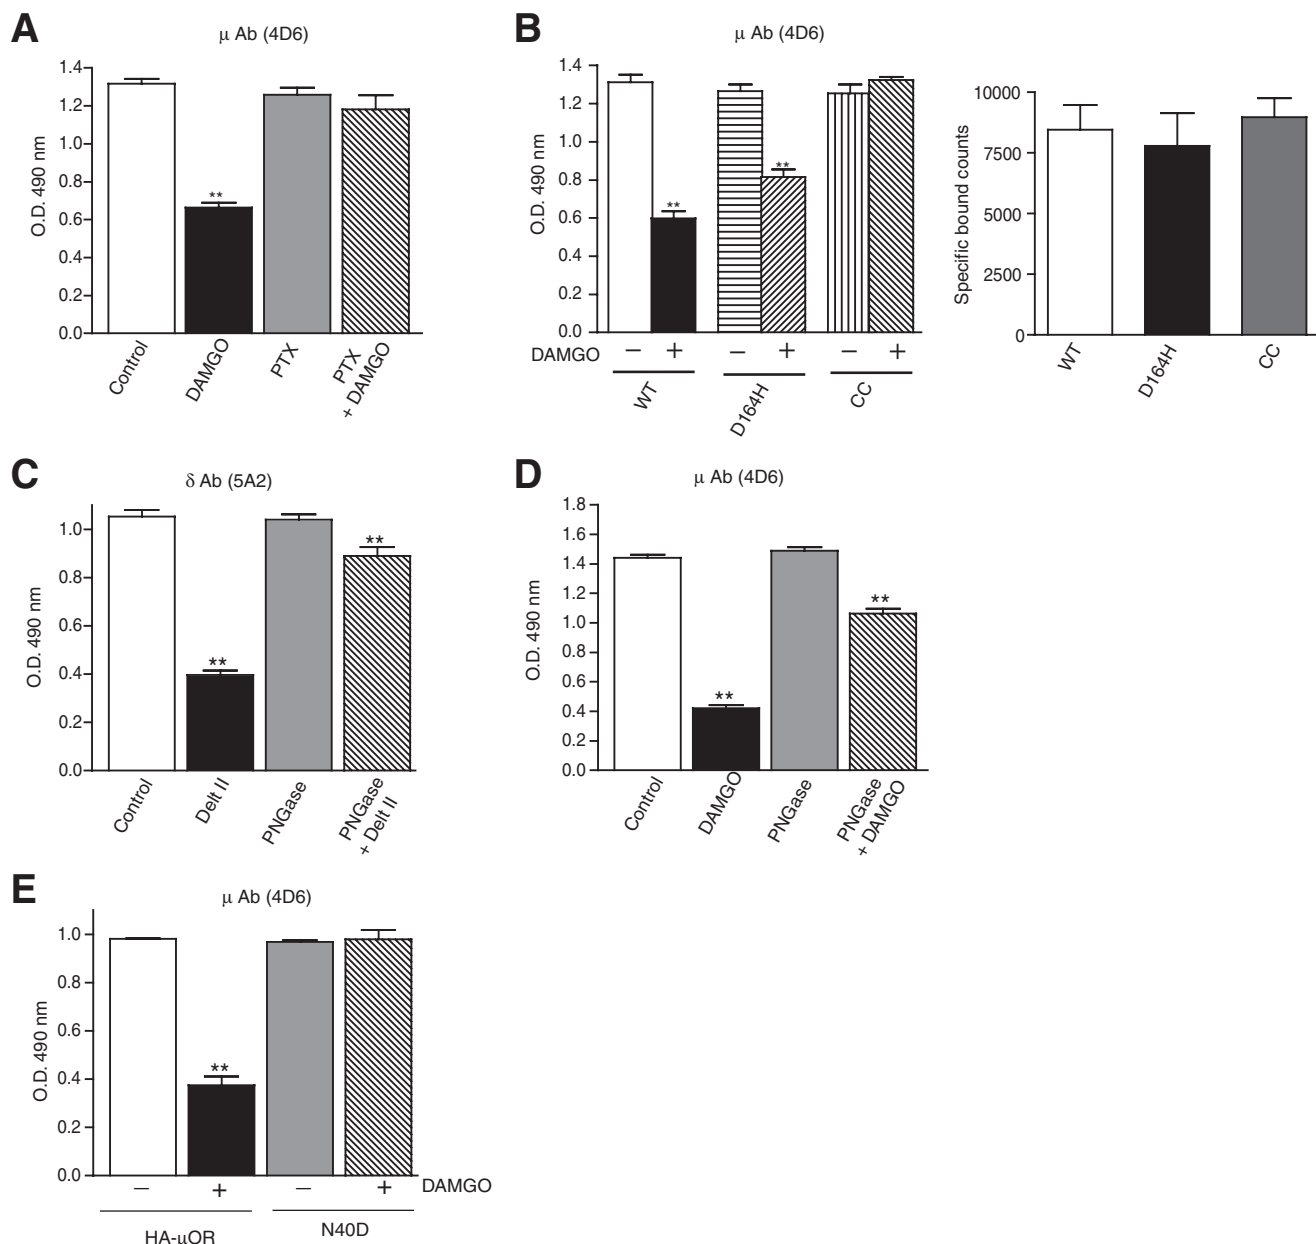 A
μ Ab (4D6)
O.D. 490 nm
1.4
1.2
1.0
0.8
0.6
0.4
0.2
0.0
**
Control
DAMGO
PTX
PTX
+ DAMGO
B
μ Ab (4D6)
O.D. 490 nm
1.4
1.2
1.0
0.8
0.6
0.4
0.2
0.0
**
**
DAMGO − + − + − +
WT
D164H
CC
Specific bound counts
10000
7500
5000
2500
0
WT
D164H
CC
C
δ Ab (5A2)
O.D. 490 nm
1.0
0.8
0.6
0.4
0.2
0.0
**
**
Control
Delt II
PNGase
PNGase
+ Delt II
D
μ Ab (4D6)
O.D. 490 nm
1.8
1.6
1.4
1.2
1.0
0.8
0.6
0.4
0.2
0.0
**
**
Control
DAMGO
PNGase
PNGase
+ DAMGO
E
μ Ab (4D6)
O.D. 490 nm
1.0
0.8
0.6
0.4
0.2
0.0
**
− + − + DAMGO
HA-μOR
N40D